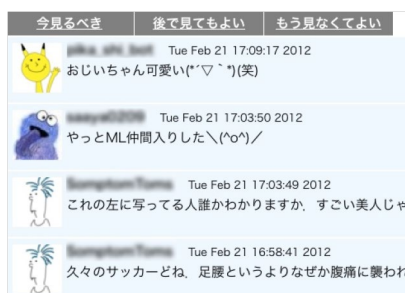 今見るべき 後で見てもよい もう見なくてよい
Tue Feb 21 17:09:17 2012
おじいちゃん可愛い(*´▽｀*)(笑)
Tue Feb 21 17:03:50 2012
やっとML仲間入りした＼(^o^)／
Tue Feb 21 17:03:49 2012
これの左に写ってる人誰かわかりますか，すごい美人じゃ
Tue Feb 21 16:58:41 2012
久々のサッカーどね，足腰というよりなぜか腹痛に襲われ